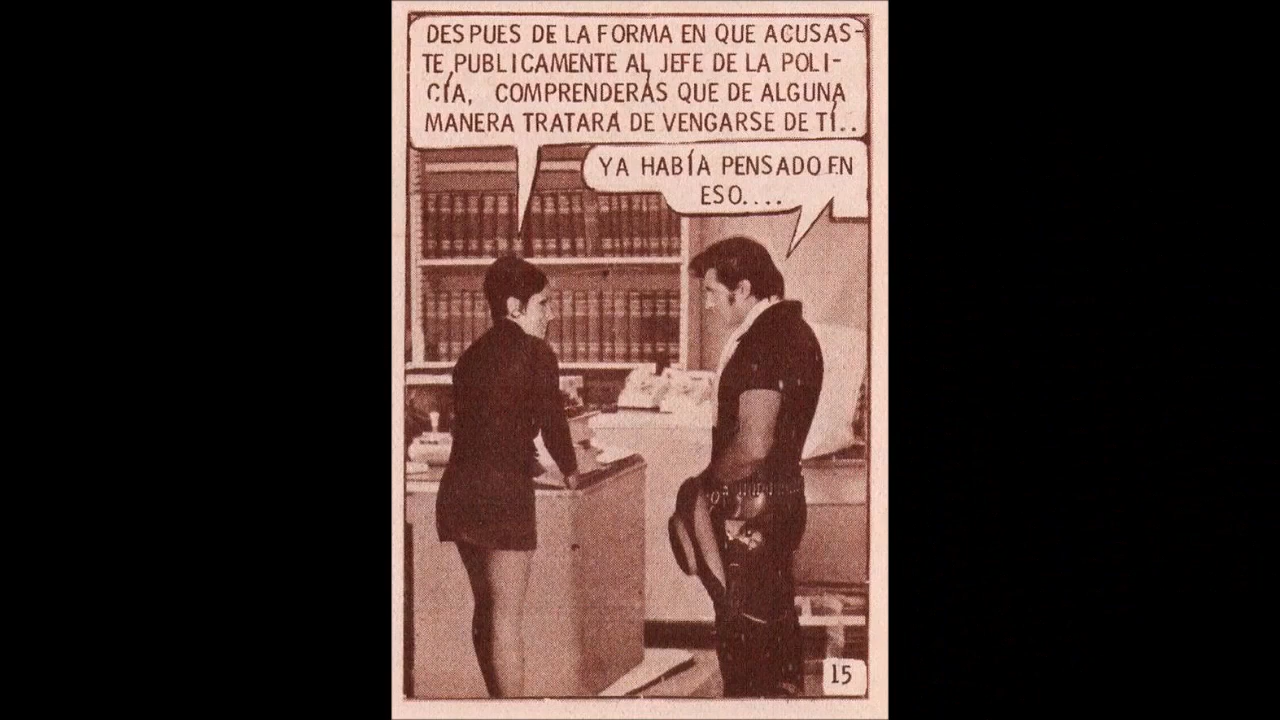 DESPUES DE LA FORMA EN QUE ACUSAS-
TE PUBLICAMENTE AL JEFE DE LA POLI-
CÍA, COMPRENDERÁS QUE DE ALGUNA
MANERA TRATARÁ DE VENGARSE DE TÍ..
YA HABÍA PENSADO EN
ESO....
15